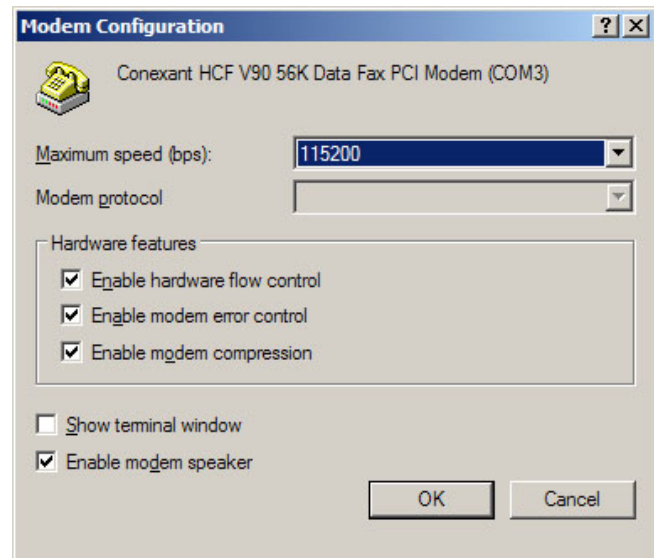 Modem Configuration
Conexant HCF V90 56K Data Fax PCI Modem (COM3)
Maximum speed (bps): 115200
Modem protocol
Hardware features
Enable hardware flow control
Enable modem error control
Enable modem compression
Show terminal window
Enable modem speaker
OK Cancel